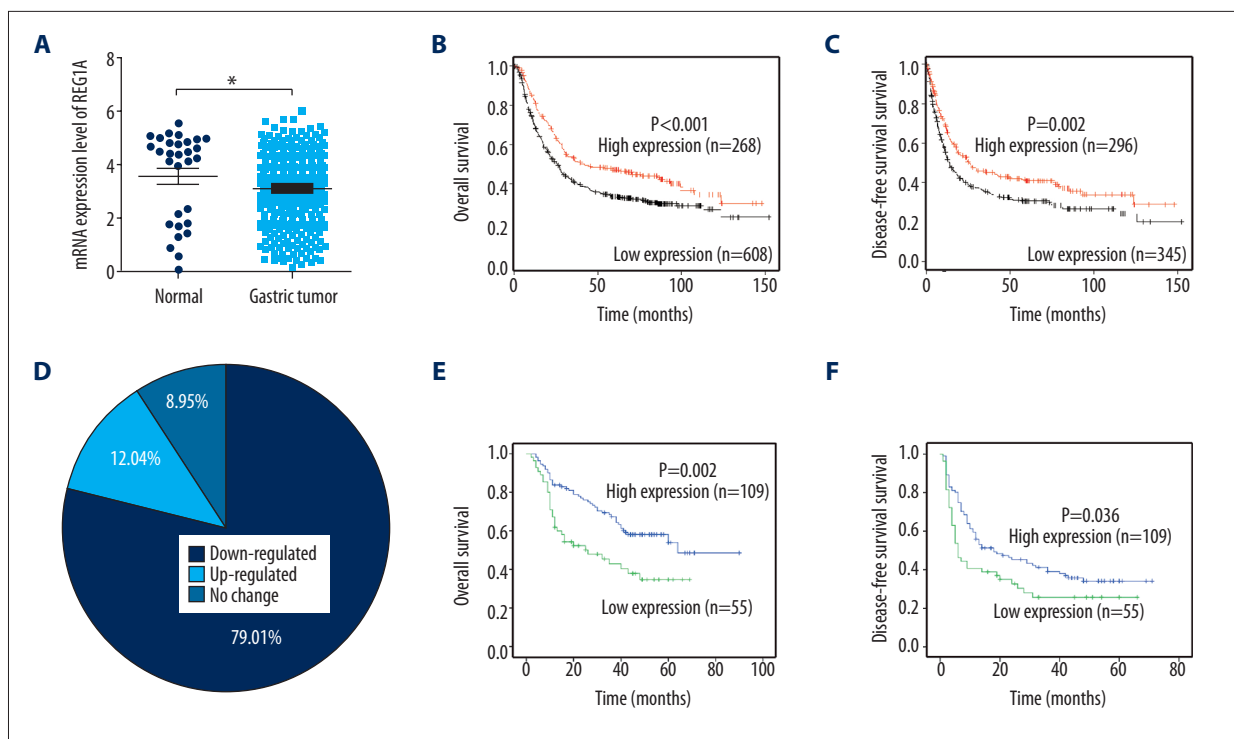 A
mRNA expression level of REG1A
8
6
4
2
0
*
Normal
Gastric tumor
B
Overall survival
1.0
0.8
0.6
0.4
0.2
0.0
P<0.001
High expression (n=268)
Low expression (n=608)
0
50
100
150
Time (months)
C
Disease-free survival survival
1.0
0.8
0.6
0.4
0.2
0.0
P=0.002
High expression (n=296)
Low expression (n=345)
0
50
100
150
Time (months)
D
8.95%
12.04%
Down-regulated
Up-regulated
No change
79.01%
E
Overall survival
1.0
0.8
0.6
0.4
0.2
0.0
P=0.002
High expression (n=109)
Low expression (n=55)
0
20
40
60
80
100
Time (months)
F
Disease-free survival survival
1.0
0.8
0.6
0.4
0.2
0.0
P=0.036
High expression (n=109)
Low expression (n=55)
0
20
40
60
80
Time (months)